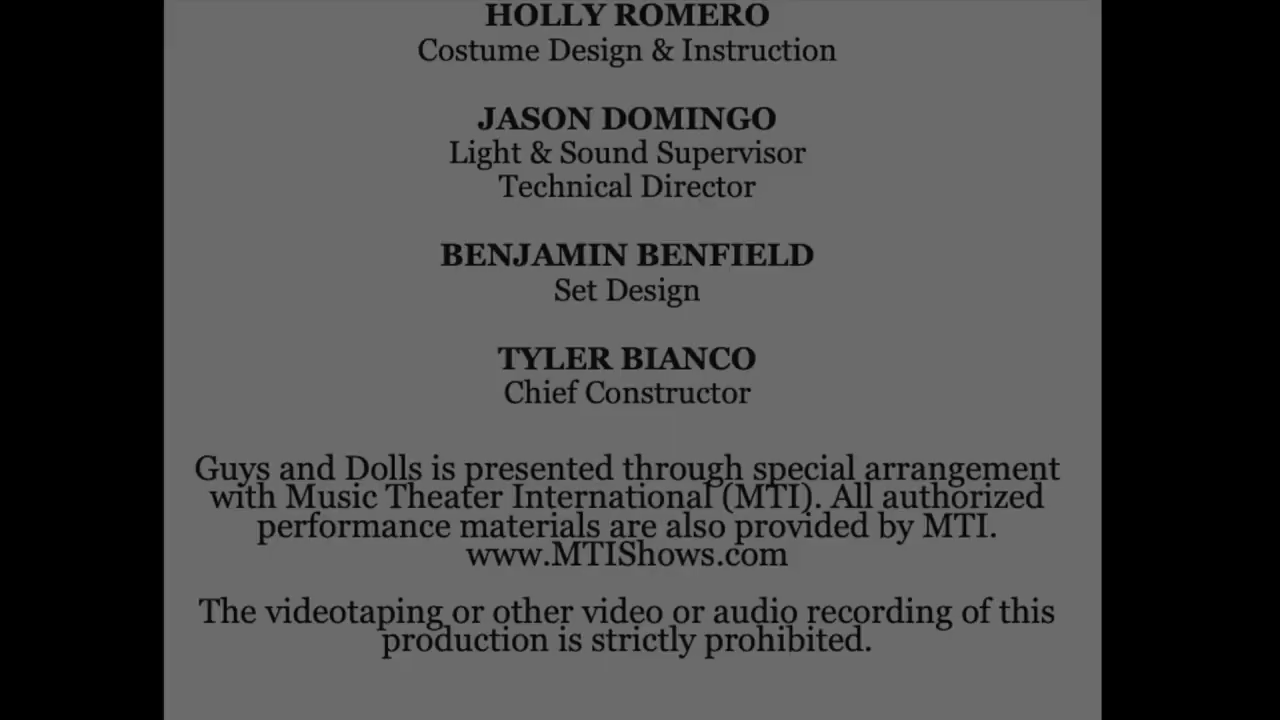 HOLLY ROMERO
Costume Design & Instruction
JASON DOMINGO
Light & Sound Supervisor
Technical Director
BENJAMIN BENFIELD
Set Design
TYLER BIANCO
Chief Constructor
Guys and Dolls is presented through special arrangement
with Music Theater International (MTI). All authorized
performance materials are also provided by MTI.
www.MTIShows.com
The videotaping or other video or audio recording of this
production is strictly prohibited.